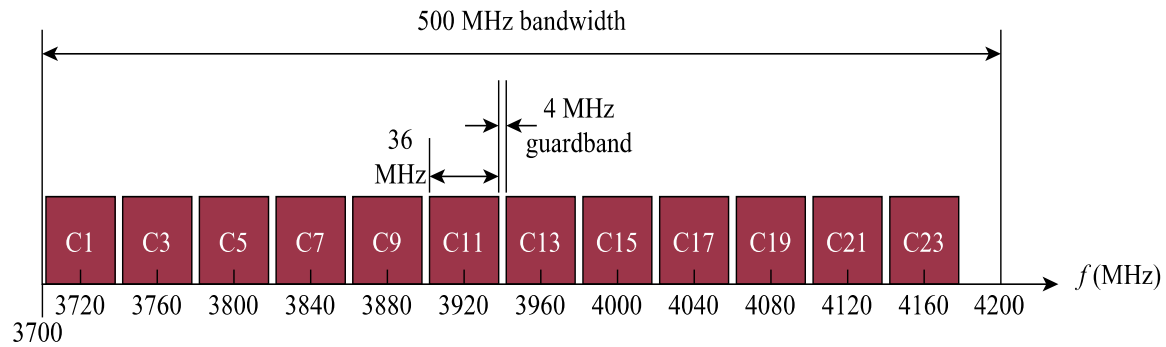 500 MHz bandwidth
4 MHz
guardband
36
MHz
C1 C3 C5 C7 C9 C11 C13 C15 C17 C19 C21 C23
f (MHz)
3720 3760 3800 3840 3880 3920 3960 4000 4040 4080 4120 4160 4200
3700